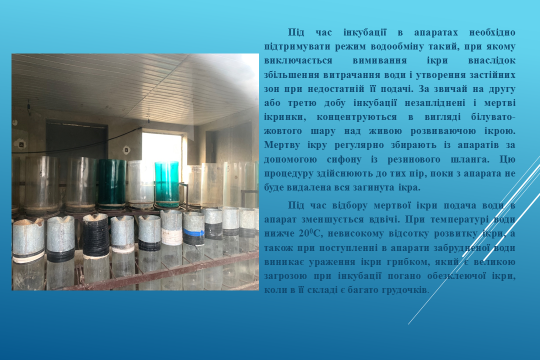 Під час інкубації в апаратах необхідно
підтримувати режим водообміну такий, при якому
виключається вимивання ікри внаслідок
збільшення витрачання води і утворення застійних
зон при недостатній її подачі. За звичай на другу
або третю добу інкубації незапліднені і мертві
ікринки, концентруються в вигляді білувато-
жовтого шару над живою розвиваючою ікрою.
Мертву ікру регулярно збирають із апаратів за
допомогою сифону із резинового шланга. Цю
процедуру здійснюють до тих пір, поки з апарата не
буде видалена вся загинута ікра.
Під час відбору мертвої ікри подача води в
апарат зменшується вдвічі. При температурі води
нижче 20⁰С, невисокому відсотку розвитку ікри, а
також при поступленні в апарати забрудненої води
виникає ураження ікри грибком, який є великою
загрозою при інкубації погано обезклеючої ікри,
коли в її складі є багато грудочків.